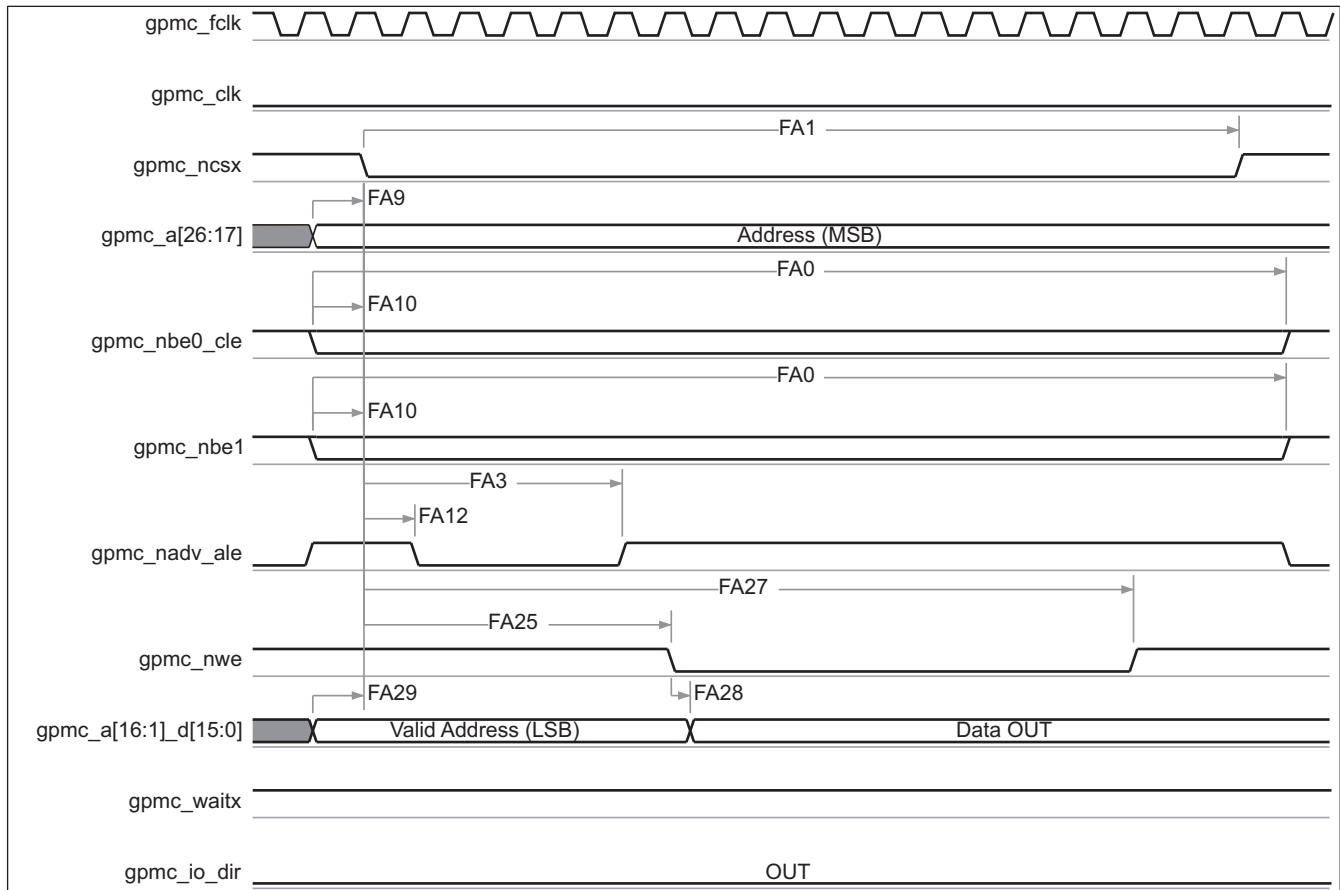 gpmc_fclk
gpmc_clk
FA1
gpmc_ncsx
FA9
gpmc_a[26:17] Address (MSB)
FA0
FA10
gpmc_nbe0_cle
FA0
FA10
gpmc_nbe1
FA3
FA12
gpmc_nadv_ale
FA27
FA25
gpmc_nwe
FA29 FA28
gpmc_a[16:1]_d[15:0] Valid Address (LSB) Data OUT
gpmc_waitx
gpmc_io_dir OUT